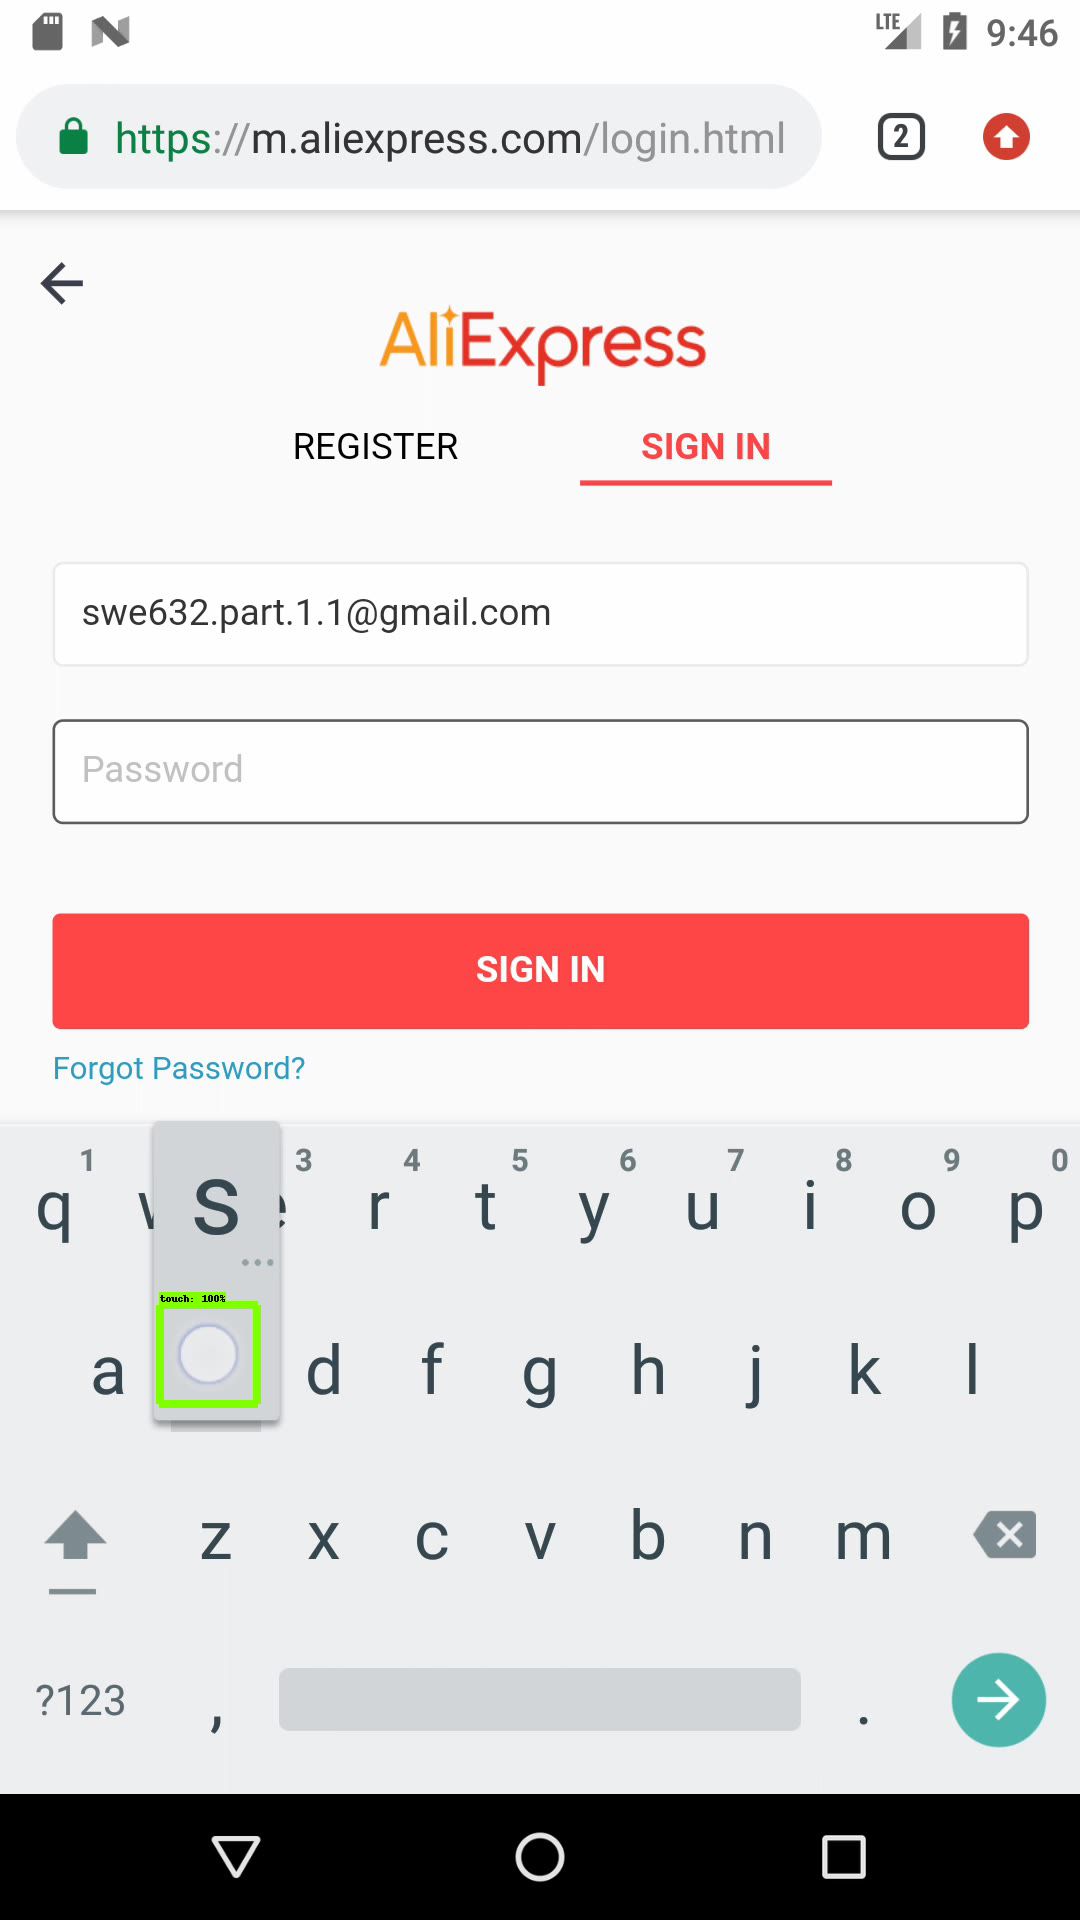 LTE 9:46
https://m.aliexpress.com/login.html 2
AliExpress
REGISTER SIGN IN
swe632.part.1.1@gmail.com
Password
SIGN IN
Forgot Password?
1 3 4 5 6 7 8 9 0
q s e r t y u i o p
touch: 100%
a d f g h j k l
z x c v b n m
?123 , .